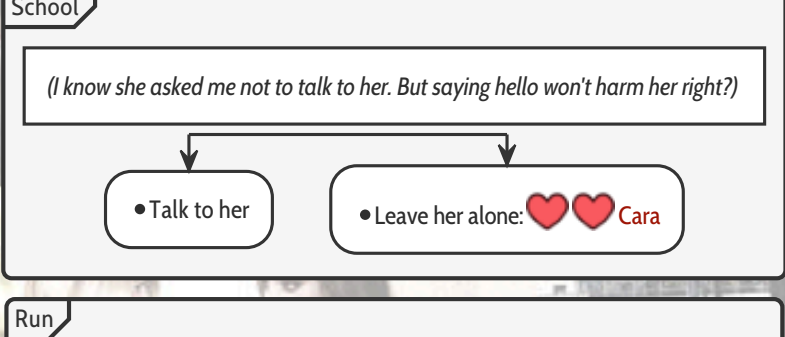 School
(I know she asked me not to talk to her. But saying hello won't harm her right?)
•Talk to her
•Leave her alone: Cara
Run